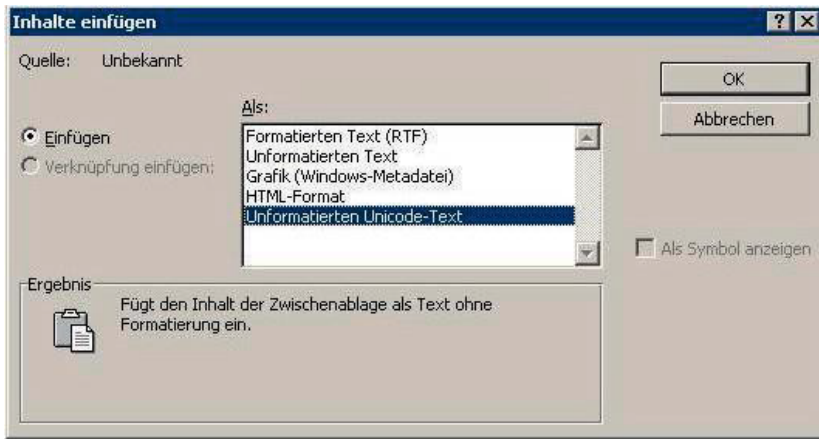 Inhalte einfügen
Quelle: Unbekannt
OK
Abbrechen
Als:
Einfügen
Verknüpfung einfügen:
Formatierten Text (RTF)
Unformatierten Text
Grafik (Windows-Metadatei)
HTML-Format
Unformatierten Unicode-Text
Als Symbol anzeigen
Ergebnis
Fügt den Inhalt der Zwischenablage als Text ohne
Formatierung ein.